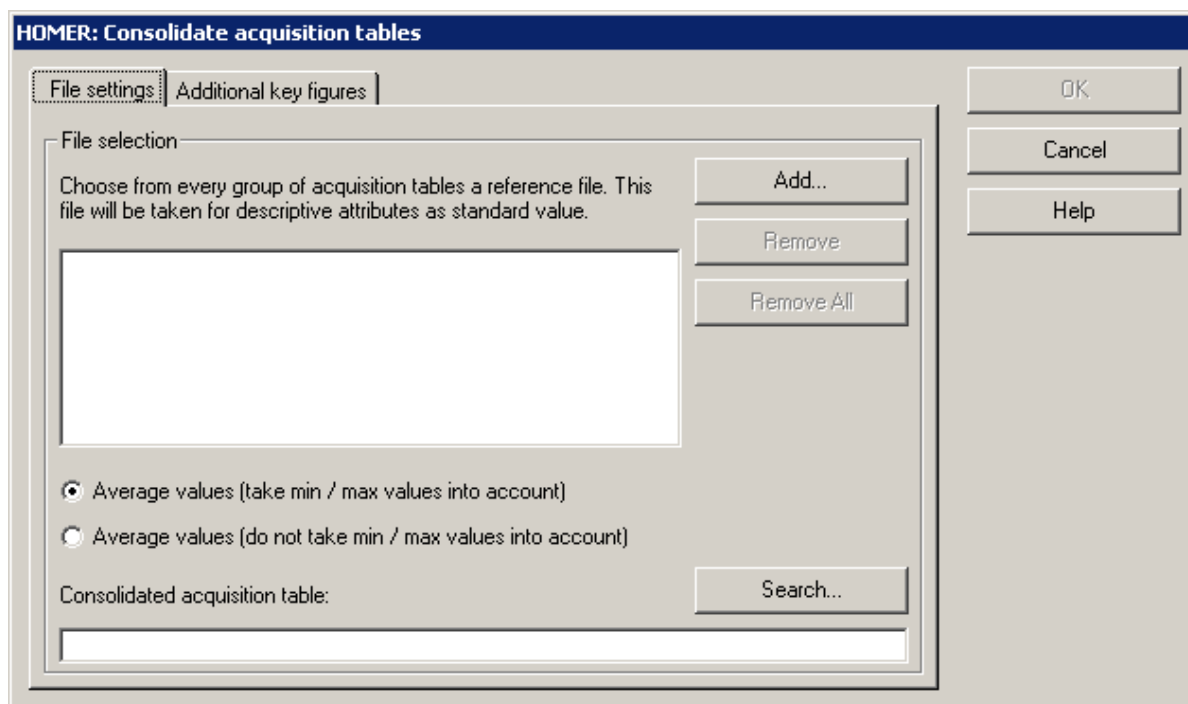 HOMER: Consolidate acquisition tables
File settings
Additional key figures
OK
Cancel
Help
File selection
Choose from every group of acquisition tables a reference file. This
file will be taken for descriptive attributes as standard value.
Add...
Remove
Remove All
Average values (take min / max values into account)
Average values (do not take min / max values into account)
Consolidated acquisition table:
Search...